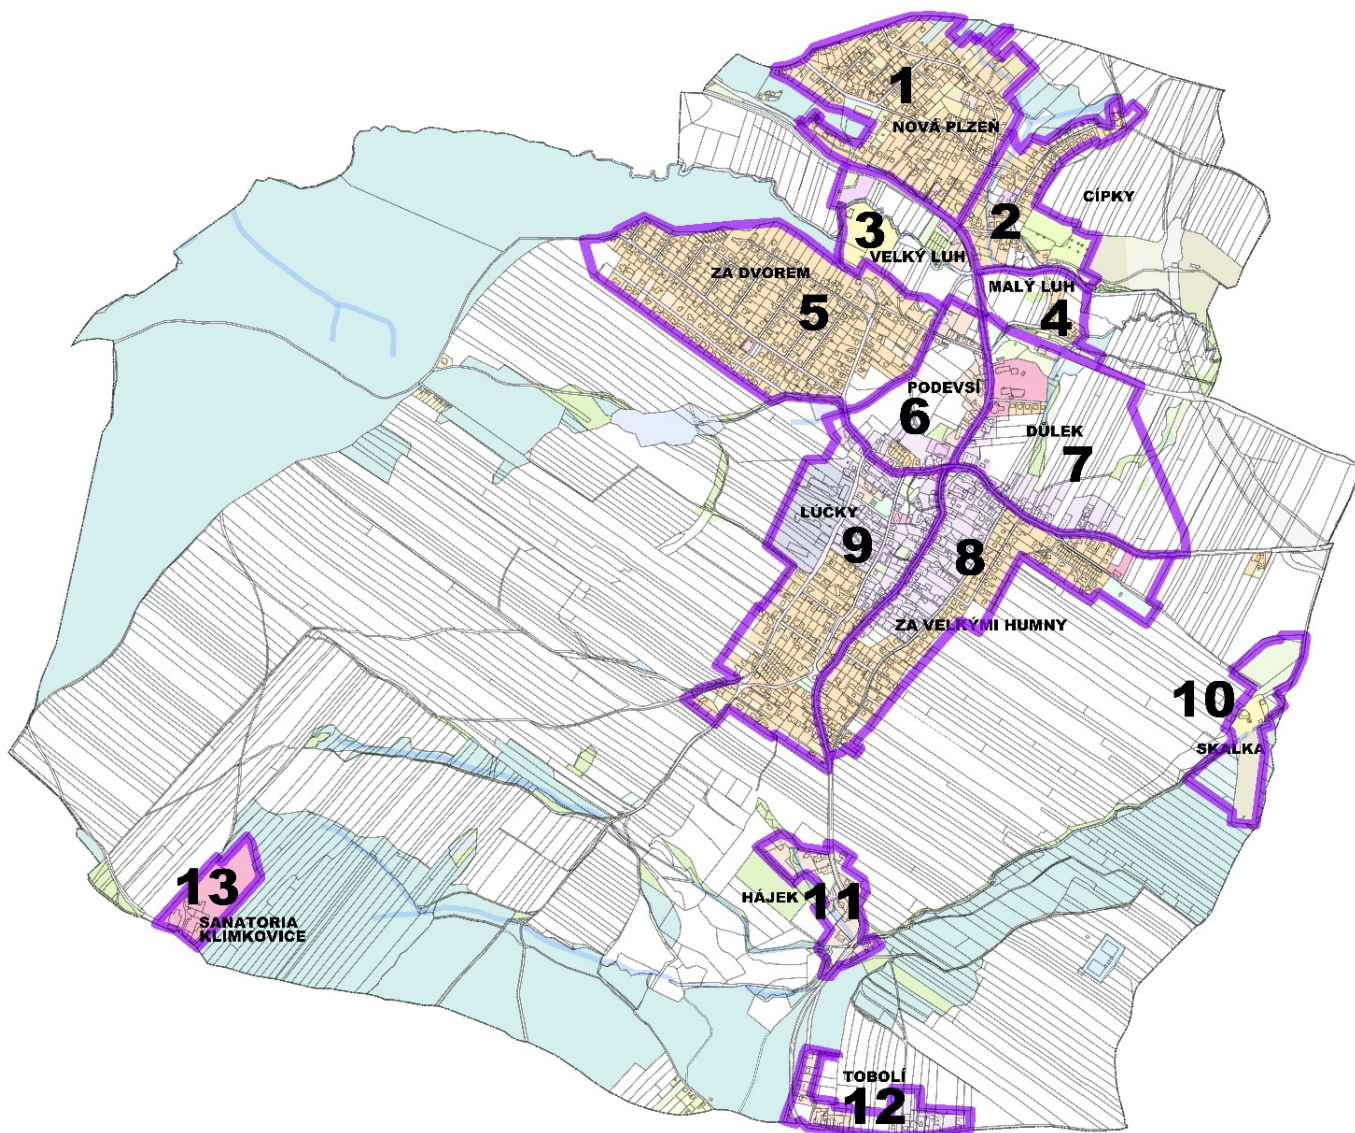 1
NOVÁ PLZEŇ
CÍPKY
2
3
VELKÝ LUH
ZA DVOREM
MALÝ LUH
4
5
PODEVSÍ
6
DŮLEK
7
LÚČKY
9
8
ZA VELKÝMI HUMNY
10
SKALKA
13
SANATORIA
KLIMKOVICE
HÁJEK
11
TOBOLÍ
12